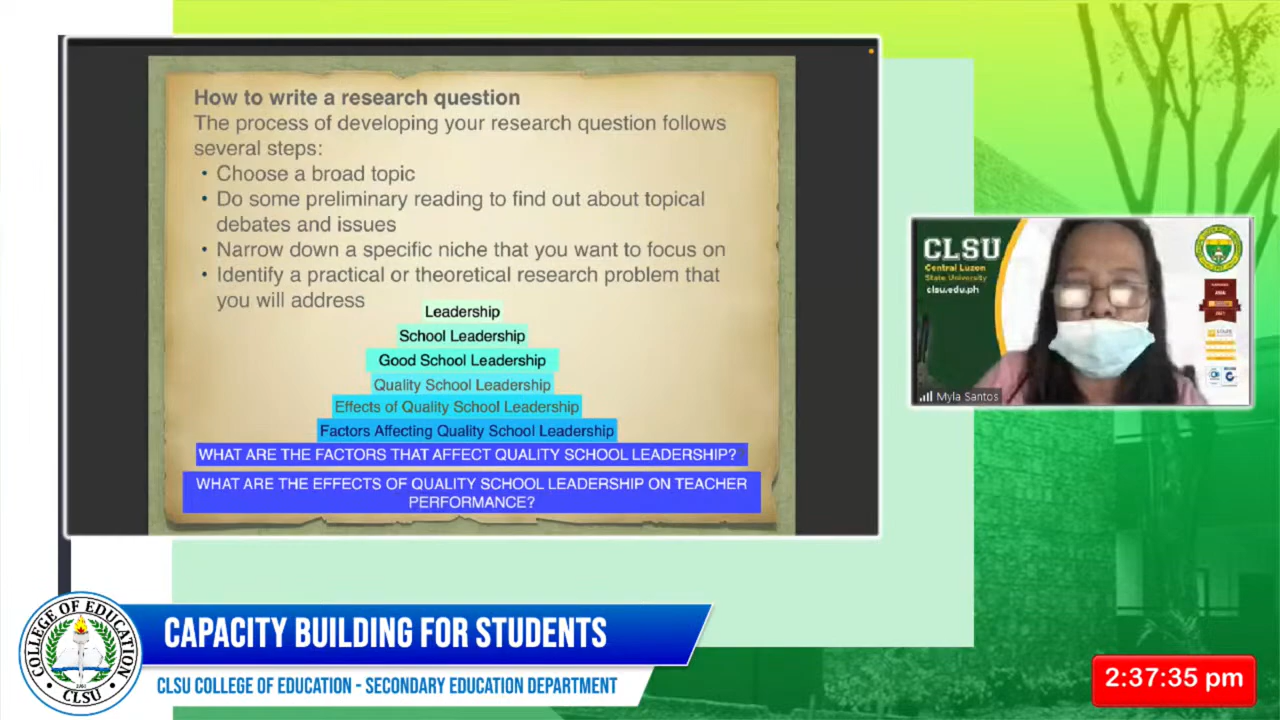 How to write a research question
The process of developing your research question follows
several steps:
• Choose a broad topic
• Do some preliminary reading to find out about topical
debates and issues
• Narrow down a specific niche that you want to focus on
• Identify a practical or theoretical research problem that
you will address
Leadership
School Leadership
Good School Leadership
Quality School Leadership
Effects of Quality School Leadership
Factors Affecting Quality School Leadership
WHAT ARE THE FACTORS THAT AFFECT QUALITY SCHOOL LEADERSHIP?
WHAT ARE THE EFFECTS OF QUALITY SCHOOL LEADERSHIP ON TEACHER
PERFORMANCE?
CLSU
Central Luzon
State University
clsu.edu.ph
Myla Santos
COLLEGE OF EDUCATION
CLSU
CAPACITY BUILDING FOR STUDENTS
CLSU COLLEGE OF EDUCATION - SECONDARY EDUCATION DEPARTMENT
2:37:35 pm